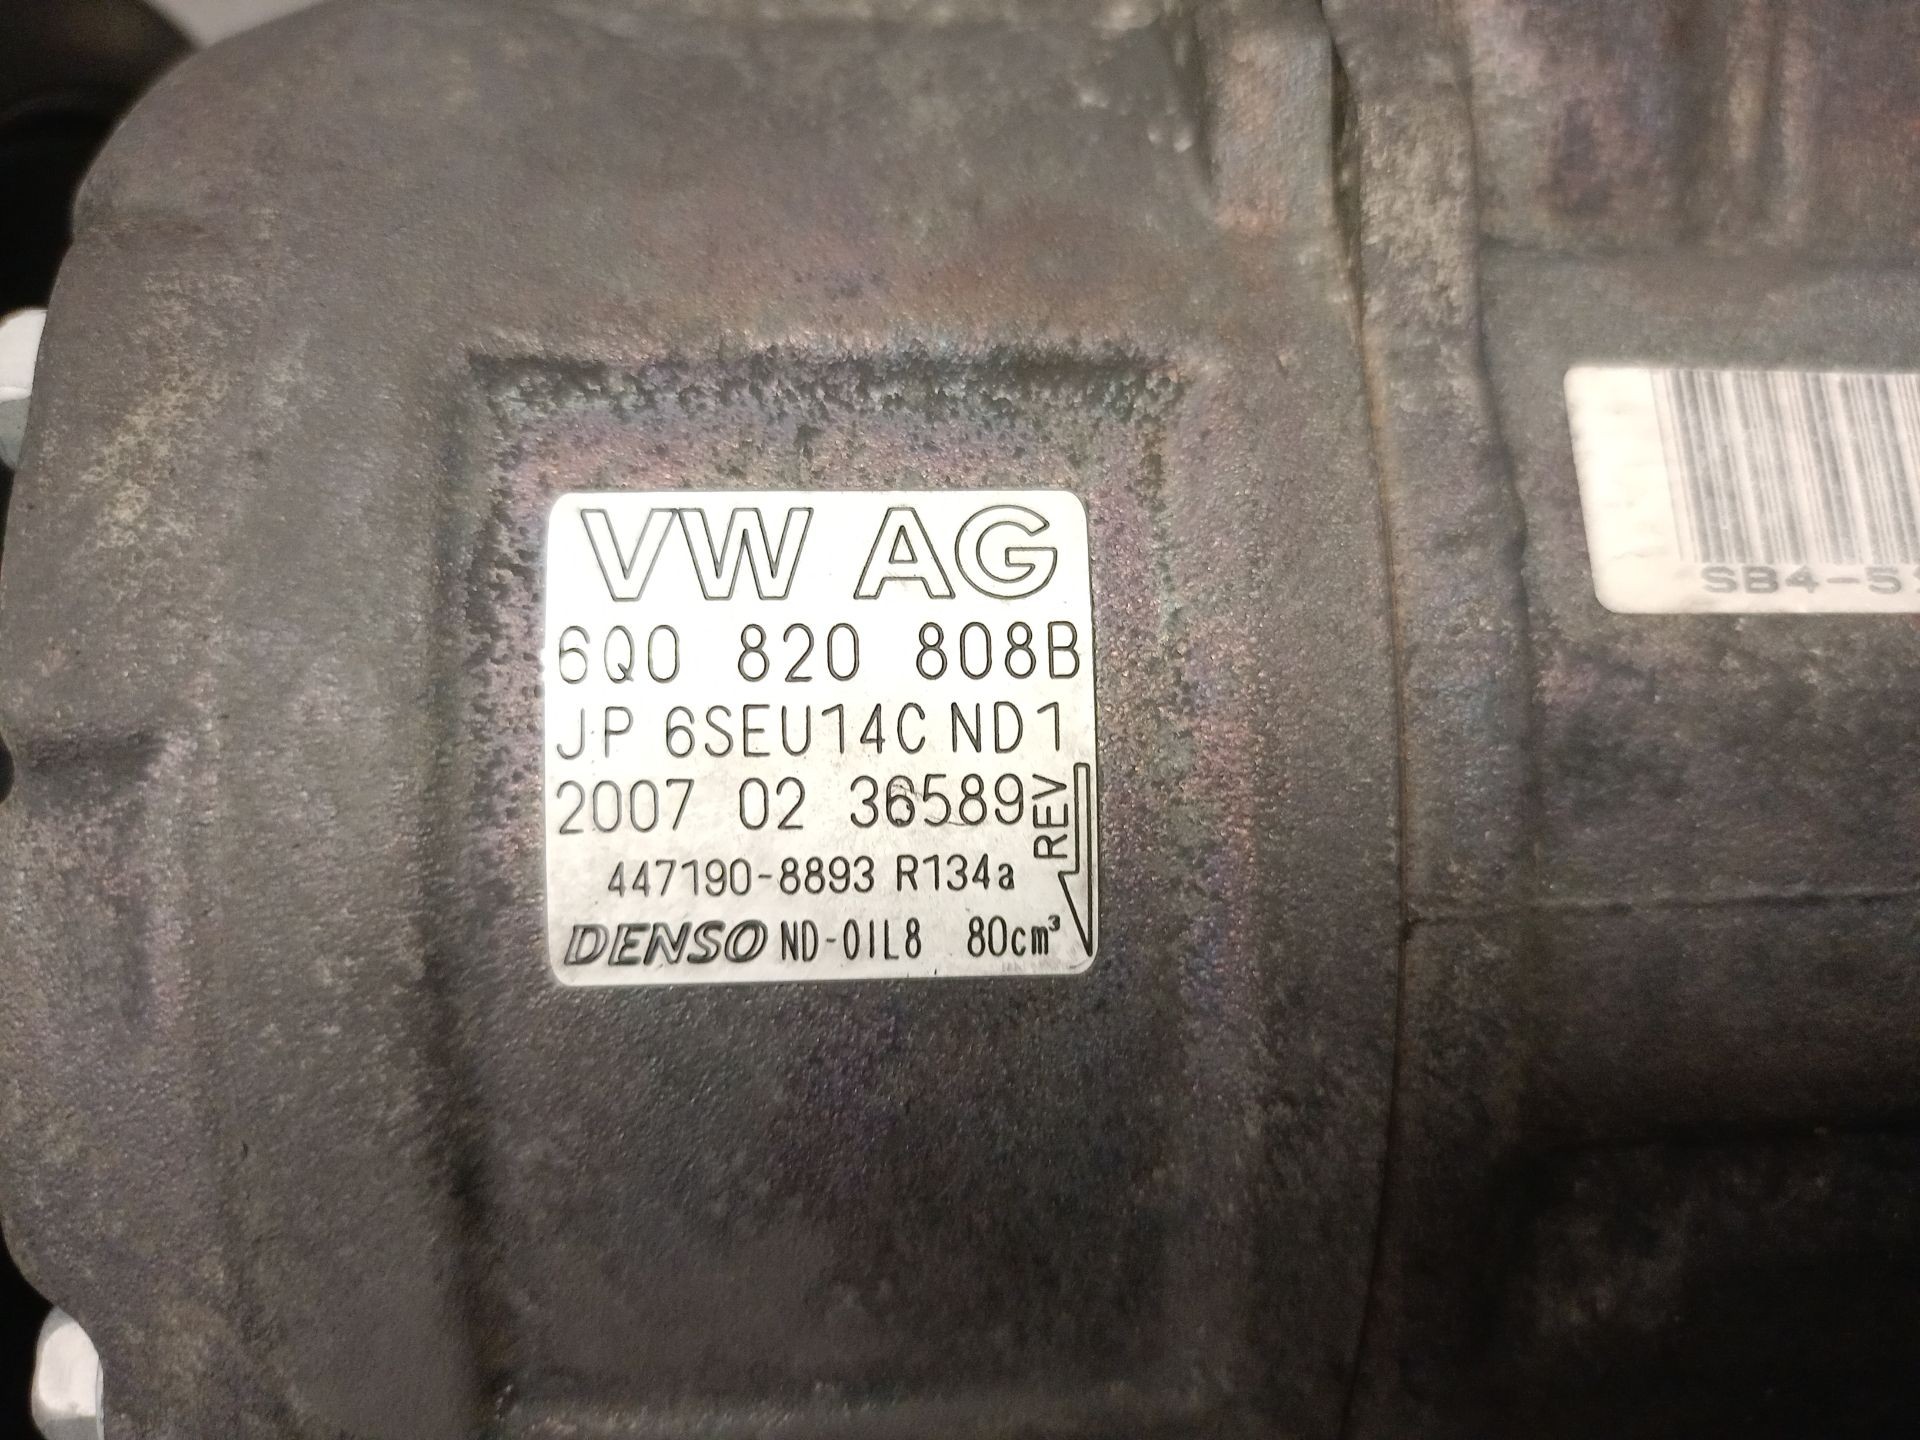 VW AG
6Q0 820 808B
JP 6SEU14C ND1
2007 02 36589
REV
447190-8893 R134a
DENSO ND-OIL8 80cm³
SB4-5